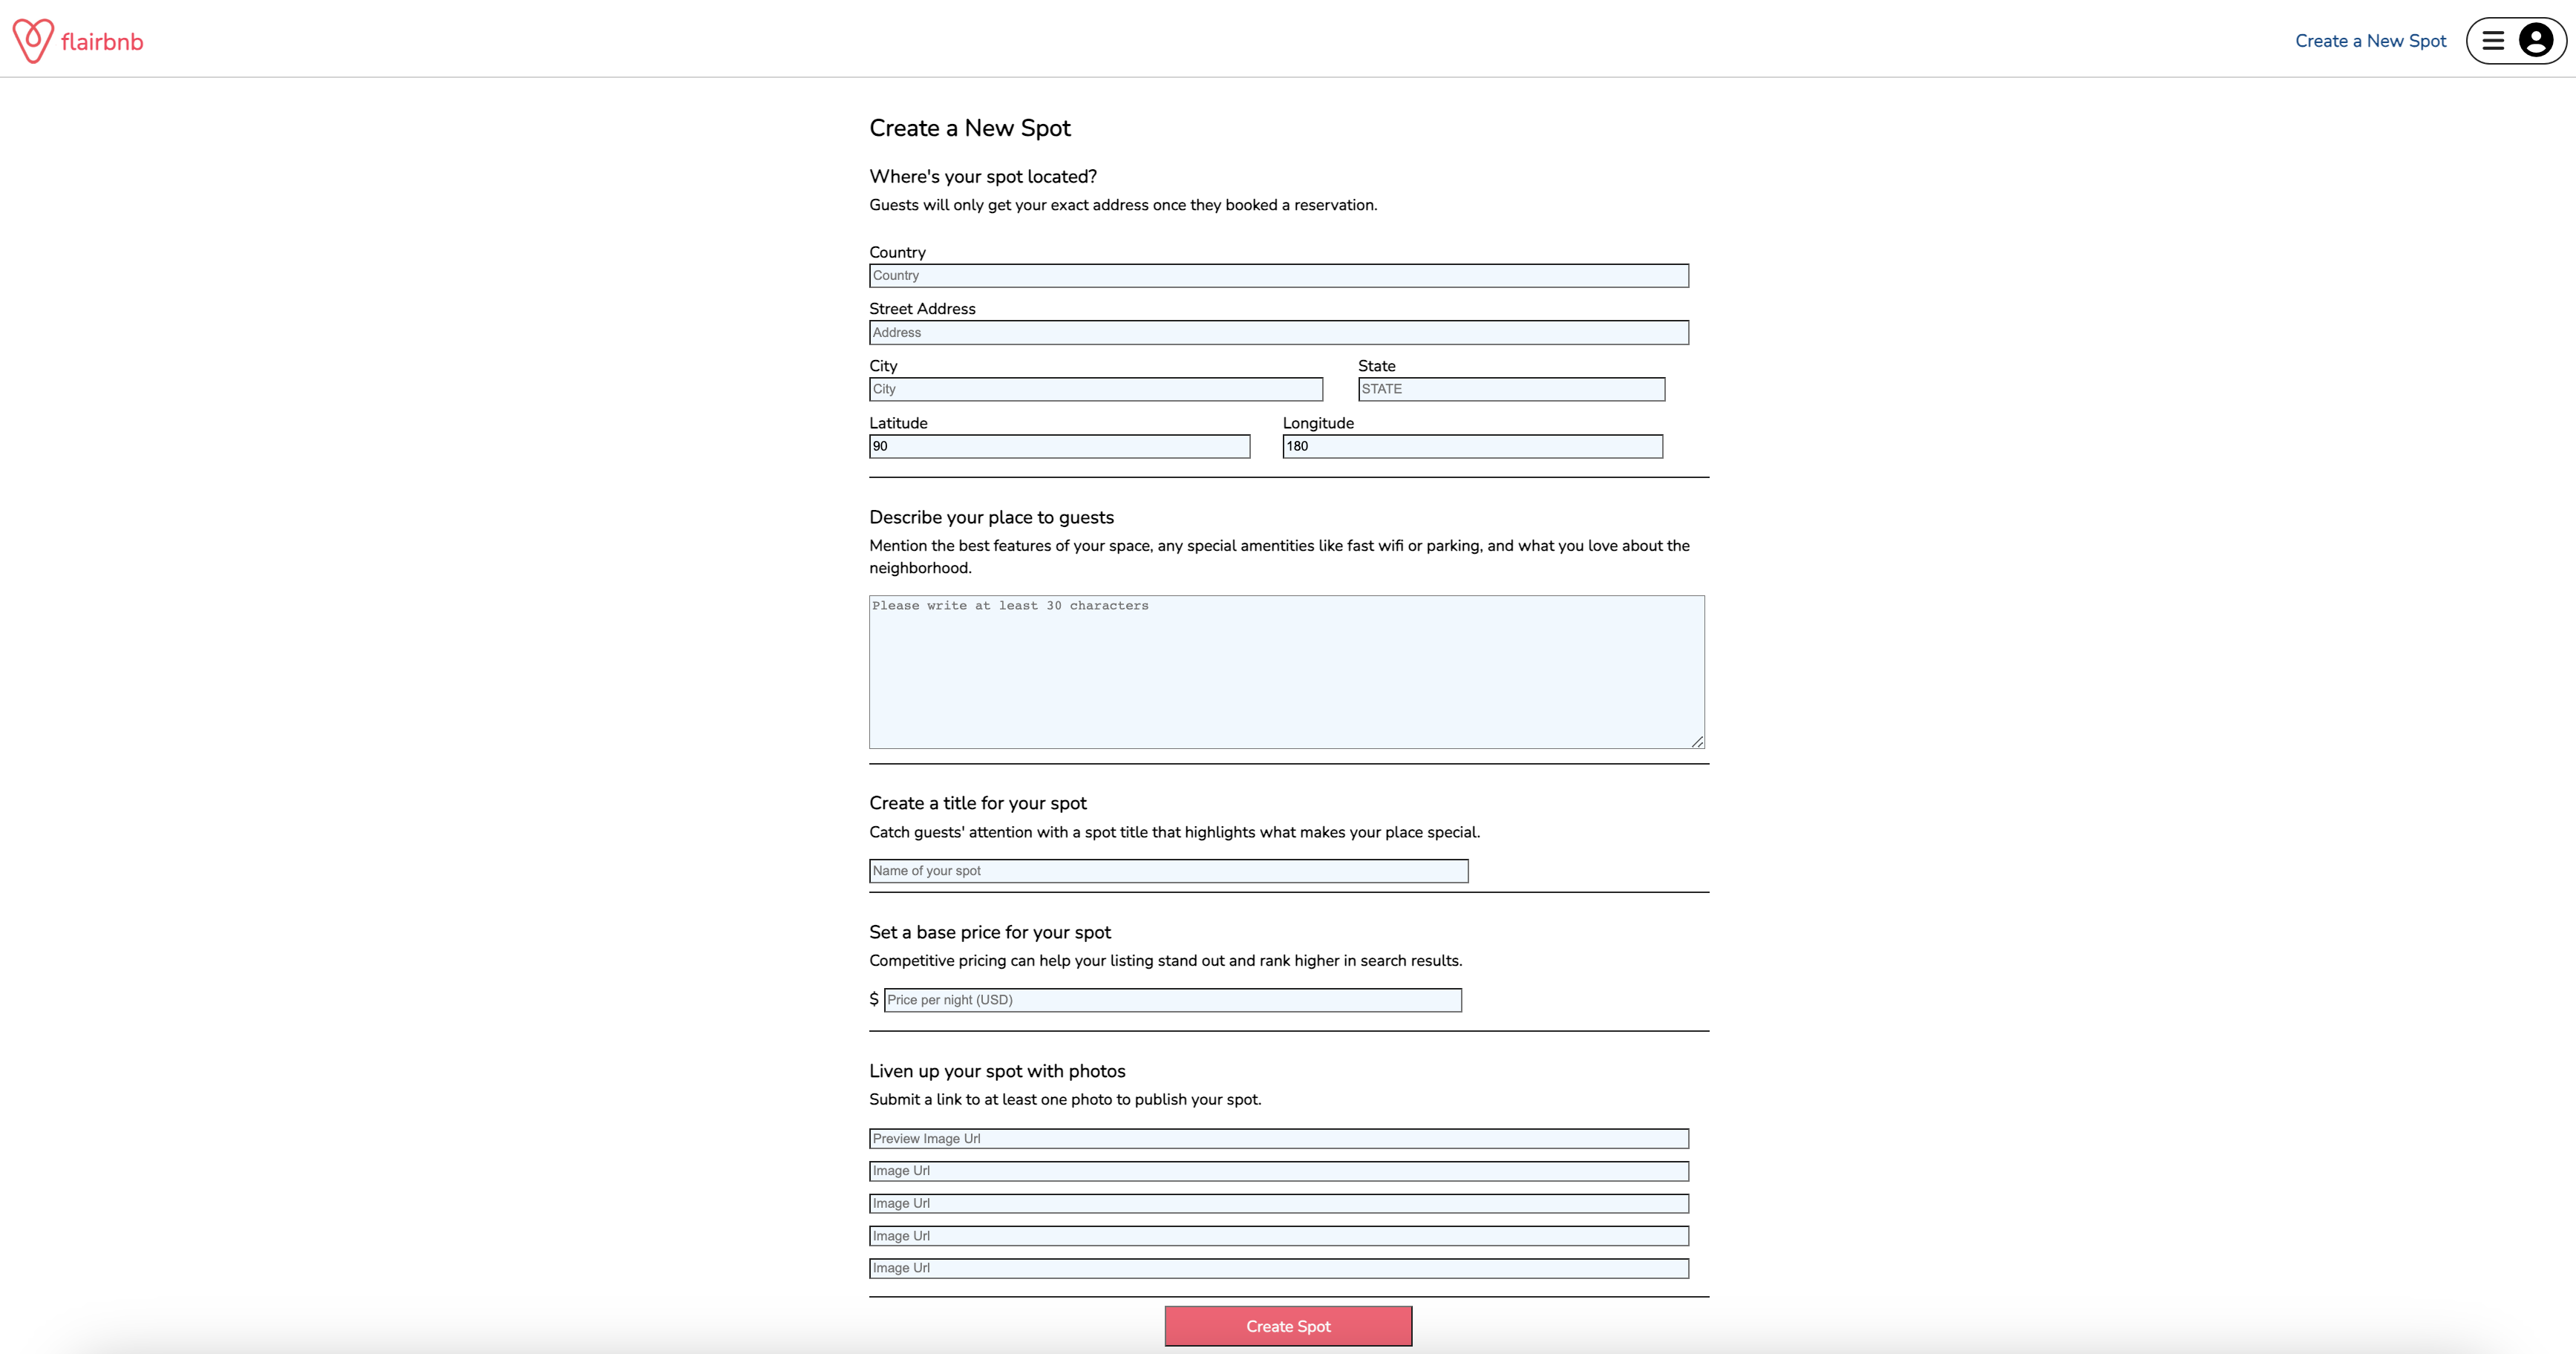 flairbnb
Create a New Spot
Create a New Spot
Where's your spot located?
Guests will only get your exact address once they booked a reservation.
Country
Country
Street Address
Address
City State
City STATE
Latitude Longitude
90 180
Describe your place to guests
Mention the best features of your space, any special amentities like fast wifi or parking, and what you love about the
neighborhood.
Please write at least 30 characters
Create a title for your spot
Catch guests' attention with a spot title that highlights what makes your place special.
Name of your spot
Set a base price for your spot
Competitive pricing can help your listing stand out and rank higher in search results.
$ Price per night (USD)
Liven up your spot with photos
Submit a link to at least one photo to publish your spot.
Preview Image Url
Image Url
Image Url
Image Url
Image Url
Create Spot